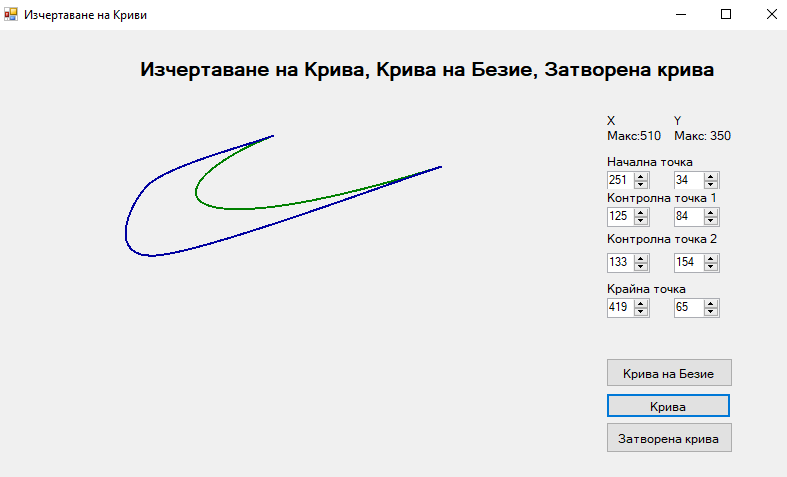 Изчертаване на Криви
Изчертаване на Крива, Крива на Безие, Затворена крива
X Y
Макс:510 Макс: 350
Начална точка
251 34
Контролна точка 1
125 84
Контролна точка 2
133 154
Крайна точка
419 65
Крива на Безие
Крива
Затворена крива